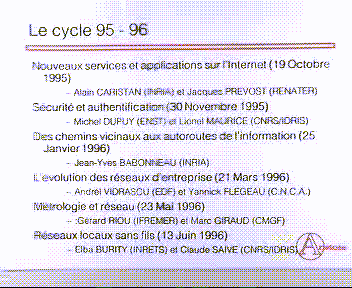 Le cycle 95 - 96
Nouveaux services et applications sur l'Internet (19 Octobre
1995)
– Alain CARISTAN (INRIA) et Jacques PREVOST (RENATER)
Sécurité et authentification (30 Novembre 1995)
– Michel DUPUY (ENST) et Lionel MAURICE (CNRS/IDRIS)
Des chemins vicinaux aux autoroutes de l'information (25
Janvier 1996)
– Jean-Yves BABONNEAU (INRIA)
L'évolution des réseaux d'entreprise (21 Mars 1996)
– André VIDRASCU (EDF) et Yannick FLEGEAU (C.N.C.A.)
Métrologie et réseau (23 Mai 1996)
– :Gérard RIOU (IFREMER) et Marc GIRAUD (CMGF)
Réseaux locaux sans fils (13 Juin 1996)
– Elba BURITY (INRETS) et Claude SAIVE (CNRS/IDRIS)